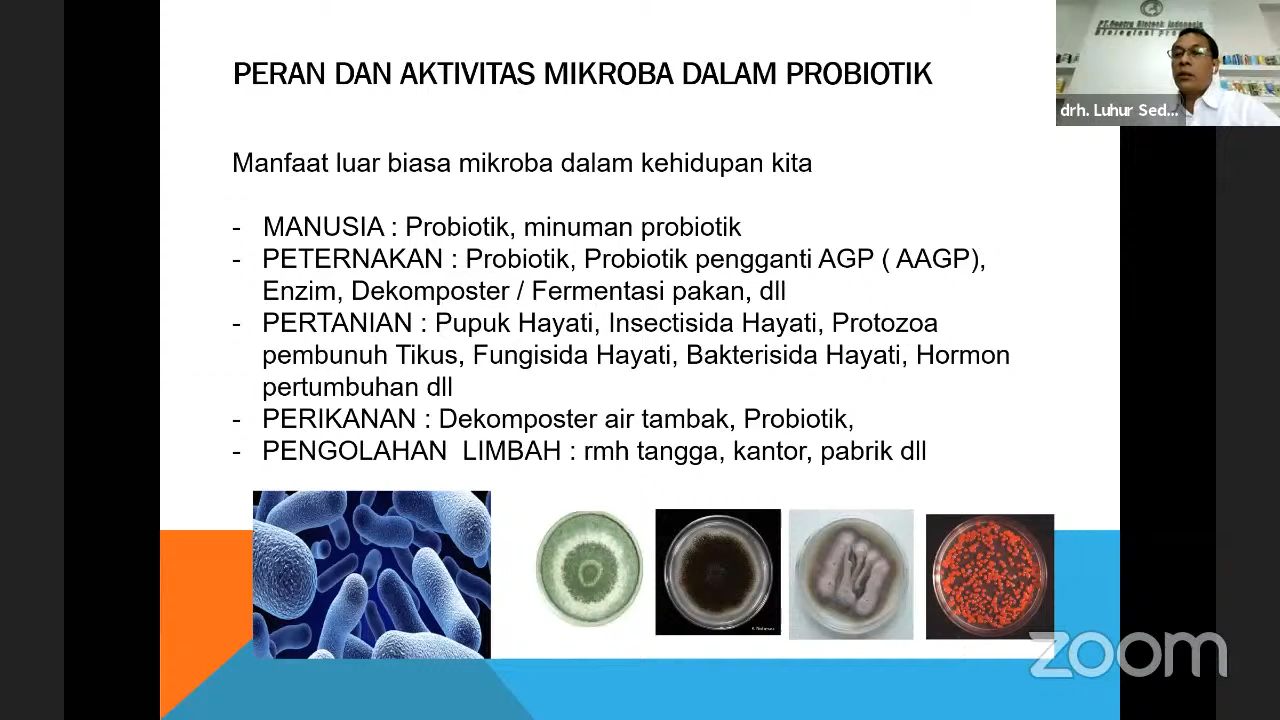 PERAN DAN AKTIVITAS MIKROBA DALAM PROBIOTIK
Manfaat luar biasa mikroba dalam kehidupan kita
- MANUSIA : Probiotik, minuman probiotik
- PETERNAKAN : Probiotik, Probiotik pengganti AGP ( AAGP),
Enzim, Dekomposter / Fermentasi pakan, dll
- PERTANIAN : Pupuk Hayati, Insectisida Hayati, Protozoa
pembunuh Tikus, Fungisida Hayati, Bakterisida Hayati, Hormon
pertumbuhan dll
- PERIKANAN : Dekomposter air tambak, Probiotik,
- PENGOLAHAN LIMBAH : rmh tangga, kantor, pabrik dll
drh. Luhur Sed...
zoom